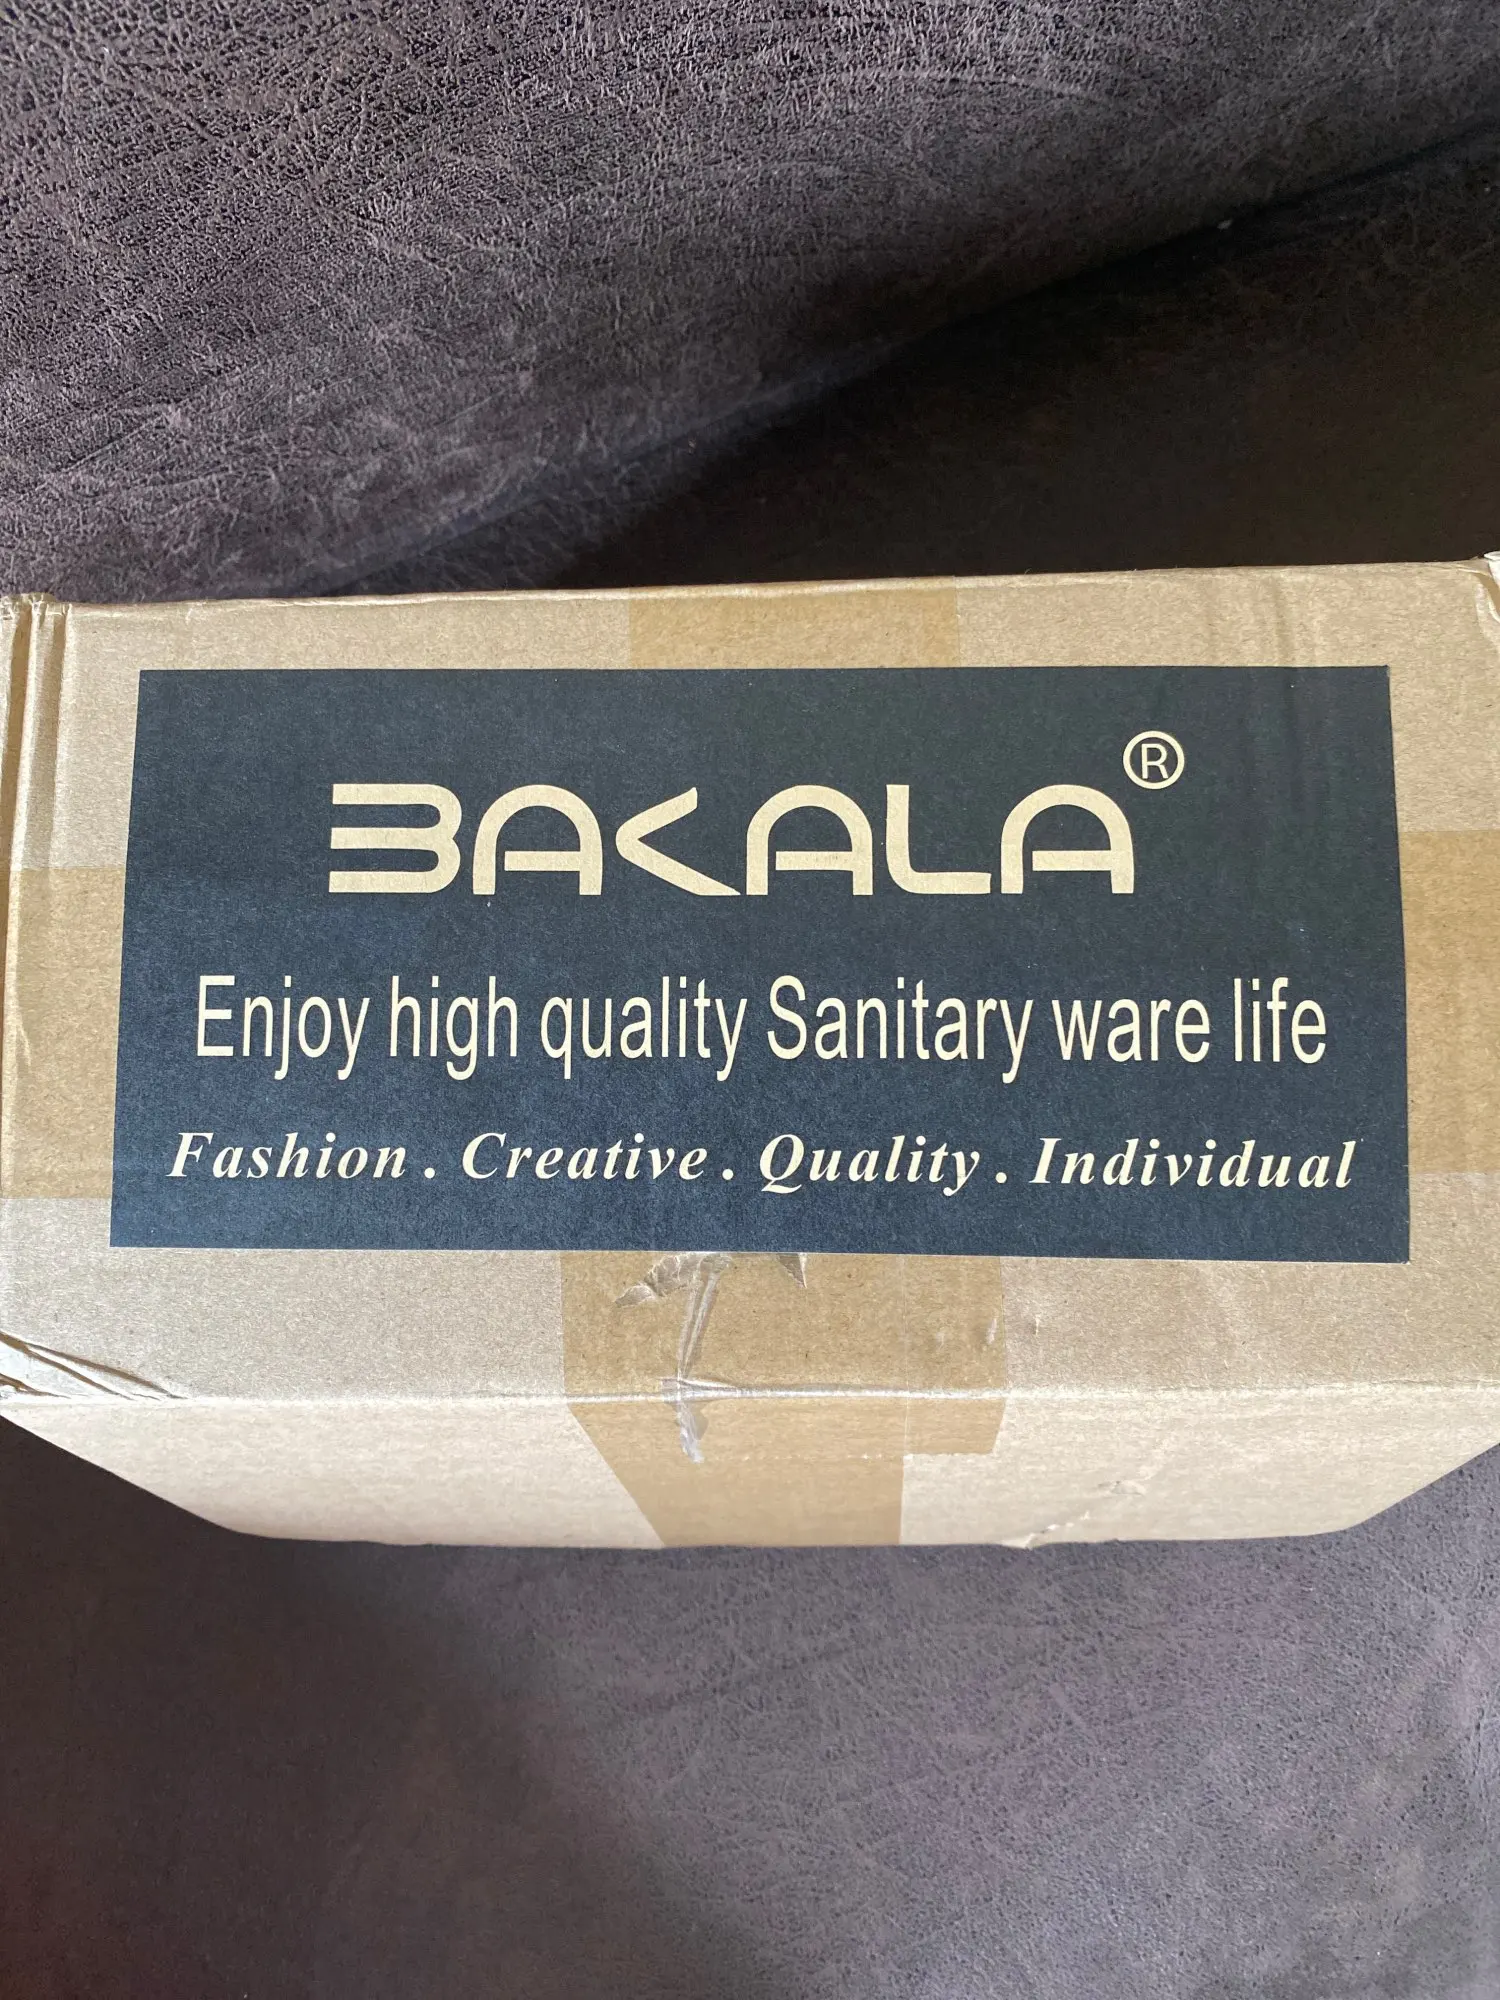 BAKALA®
Enjoy high quality Sanitary ware life
Fashion . Creative . Quality . Individual